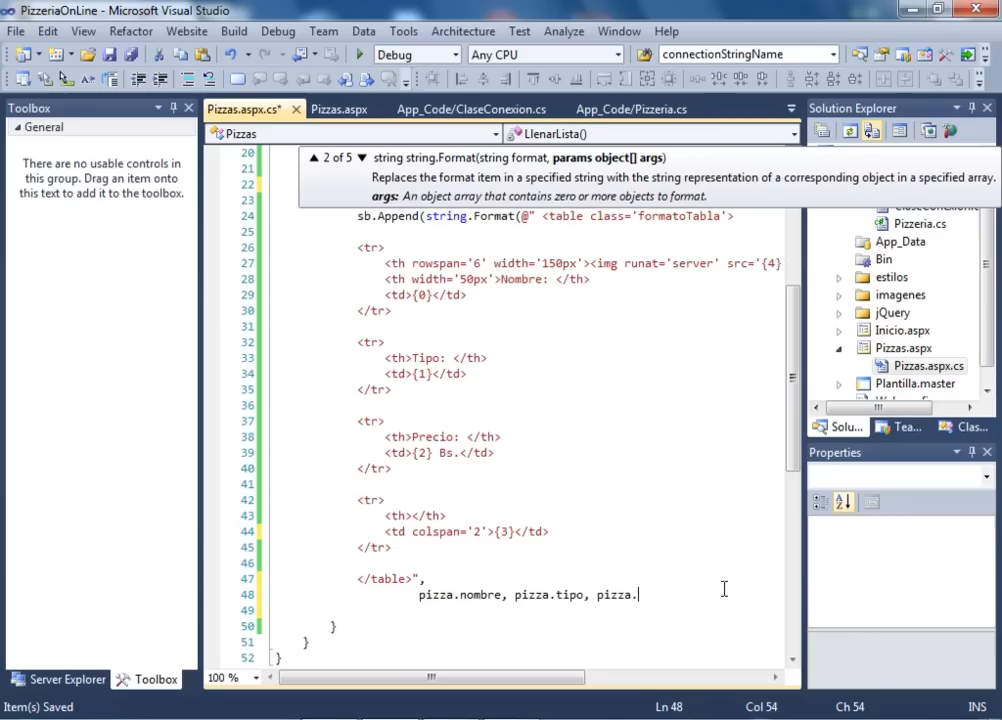 PizzeriaOnLine - Microsoft Visual Studio
File Edit View Refactor Website Build Debug Team Data Tools Architecture Test Analyze Window Help
Debug Any CPU connectionStringName
Toolbox
General
There are no usable controls in
this group. Drag an item onto
this text to add it to the toolbox.
Server Explorer Toolbox
Pizzas.aspx.cs* Pizzas.aspx App_Code/ClaseConexion.cs App_Code/Pizzeria.cs
Pizzas LlenarLista()
2 of 5 string string.Format(string format, params object[] args)
Replaces the format item in a specified string with the string representation of a corresponding object in a specified array.
args: An object array that contains zero or more objects to format.
20
21
22
23
24 sb.Append(string.Format(@" <table class='formatoTabla'>
25
26 <tr>
27 <th rowspan='6' width='150px'><img runat='server' src='{4}
28 <th width='50px'>Nombre: </th>
29 <td>{0}</td>
30 </tr>
31
32 <tr>
33 <th>Tipo: </th>
34 <td>{1}</td>
35 </tr>
36
37 <tr>
38 <th>Precio: </th>
39 <td>{2} Bs.</td>
40 </tr>
41
42 <tr>
43 <th></th>
44 <td colspan='2'>{3}</td>
45 </tr>
46
47 </table>",
48 pizza.nombre, pizza.tipo, pizza.
49
50 }
51 }
52 }
100 %
Solution Explorer
Pizzeria.cs
App_Data
Bin
estilos
imagenes
jQuery
Inicio.aspx
Pizzas.aspx
Pizzas.aspx.cs
Plantilla.master
Solu... Tea... Clas...
Properties
Item(s) Saved Ln 48 Col 54 Ch 54 INS